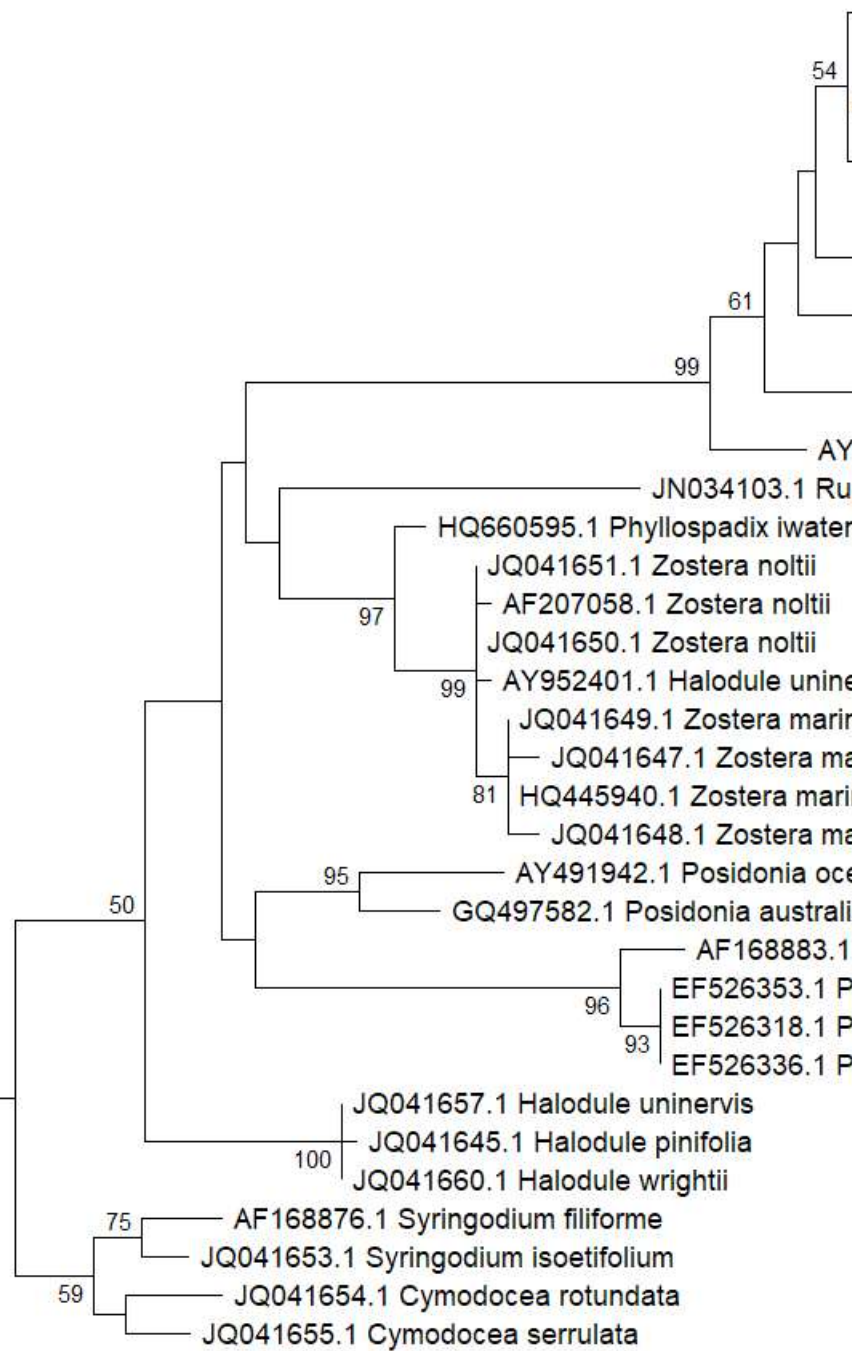 54
61
99
AY
JN034103.1 Ru
HQ660595.1 Phyllospadix iwater
JQ041651.1 Zostera noltii
AF207058.1 Zostera noltii
97
JQ041650.1 Zostera noltii
AY952401.1 Halodule unine
99
JQ041649.1 Zostera marin
JQ041647.1 Zostera ma
81
HQ445940.1 Zostera mari
JQ041648.1 Zostera ma
95
AY491942.1 Posidonia oce
50
GQ497582.1 Posidonia australi
AF168883.1
EF526353.1 P
96
EF526318.1 P
93
EF526336.1 P
JQ041657.1 Halodule uninervis
JQ041645.1 Halodule pinifolia
100
JQ041660.1 Halodule wrightii
75
AF168876.1 Syringodium filiforme
JQ041653.1 Syringodium isoetifolium
59
JQ041654.1 Cymodocea rotundata
JQ041655.1 Cymodocea serrulata